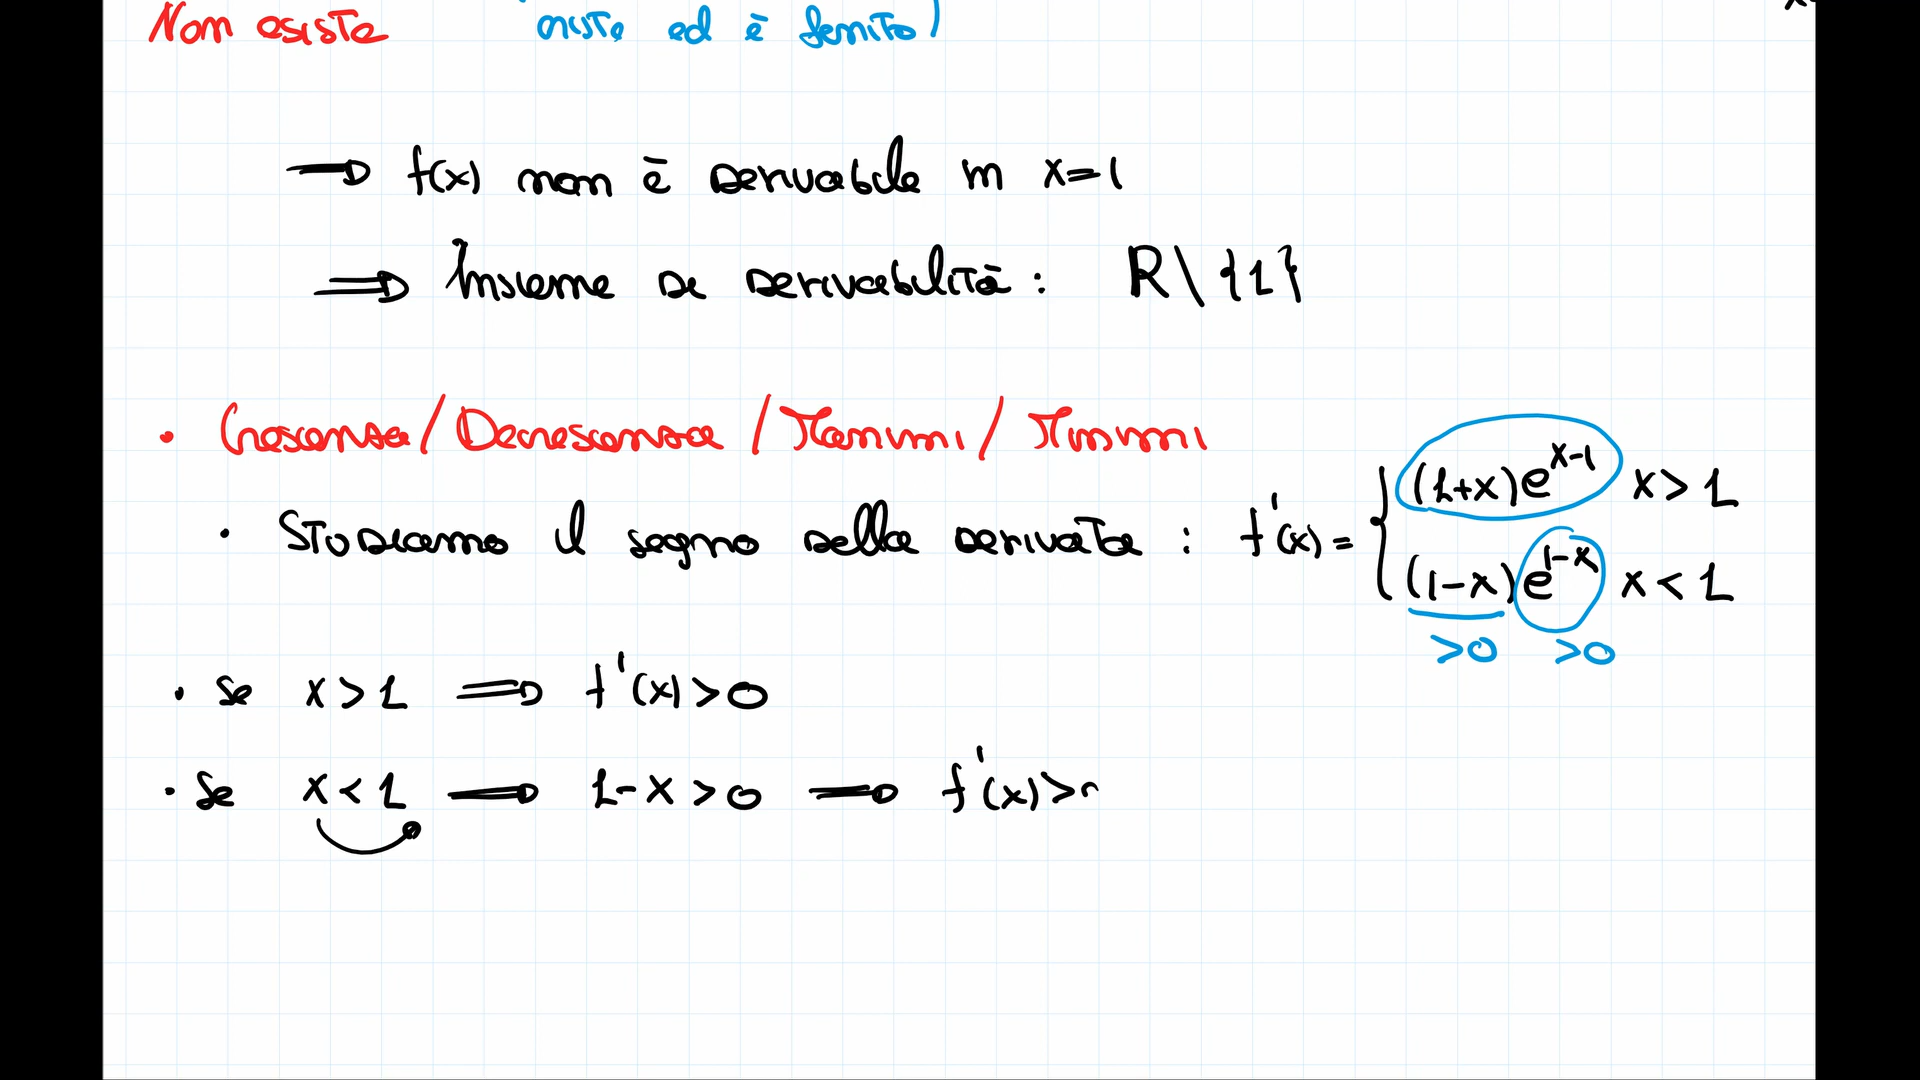 Non esiste esiste ed è finito)
⇒ f(x) non è derivabile in x=1
⇒ Insieme di derivabilità : R\{1}
• Crescenza/Decrescenza/Massimi/Minimi
• Studiamo il segno della derivata : f'(x) = { (1+x)e^{x-1} x>1
(1-x)e^{1-x} x<1
>0 >0
• se x>1 ⇒ f'(x)>0
• Se x<1 ⇒ 1-x>0 ⇒ f'(x)>